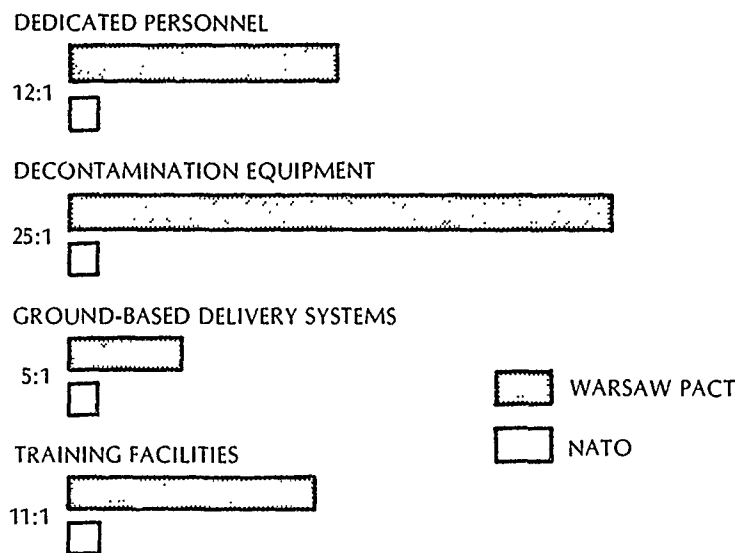 DEDICATED PERSONNEL
12:1
DECONTAMINATION EQUIPMENT
25:1
GROUND-BASED DELIVERY SYSTEMS
5:1
WARSAW PACT
NATO
TRAINING FACILITIES
11:1